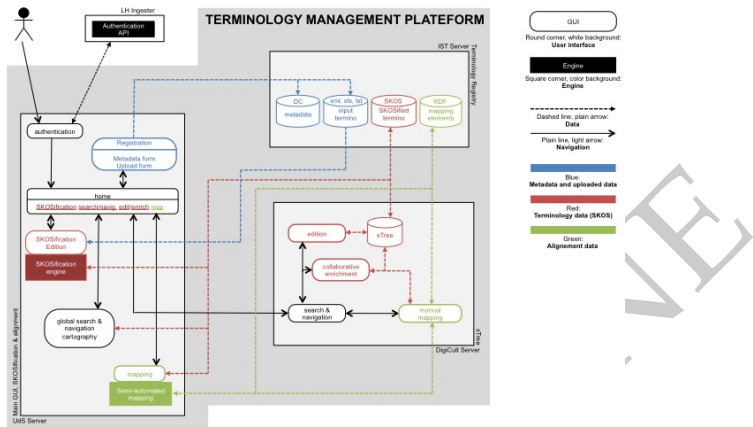 TERMINOLOGY MANAGEMENT PLATEFORM
LH Ingester
Authentication
API
IST Server
Terminology Registry
DC
metadata
xml, xls, txt
input
termino
SKOS
SKOSified
termins
RDF
mapping
elements
authentication
Registration
Metadata form
Upload form
home
SKOSification search/navig, edit/enrich map
SKOSification
Edition
SKOSification
engine
global search &
navigation
cartography
mapping
Semi-automated
mapping
Main GUI, SKOSification & alignment
UdS Server
edition
xTree
collaborative
enrichment
search &
navigation
manual
mapping
xTree
DigiCult Server
GUI
Round corner, white background:
User interface
Engine
Square corner, color background:
Engine
Dashed line, plain arrow:
Data
Plain line, light arrow:
Navigation
Blue:
Metadata and uploaded data
Red:
Terminology data (SKOS)
Green:
Alignement data